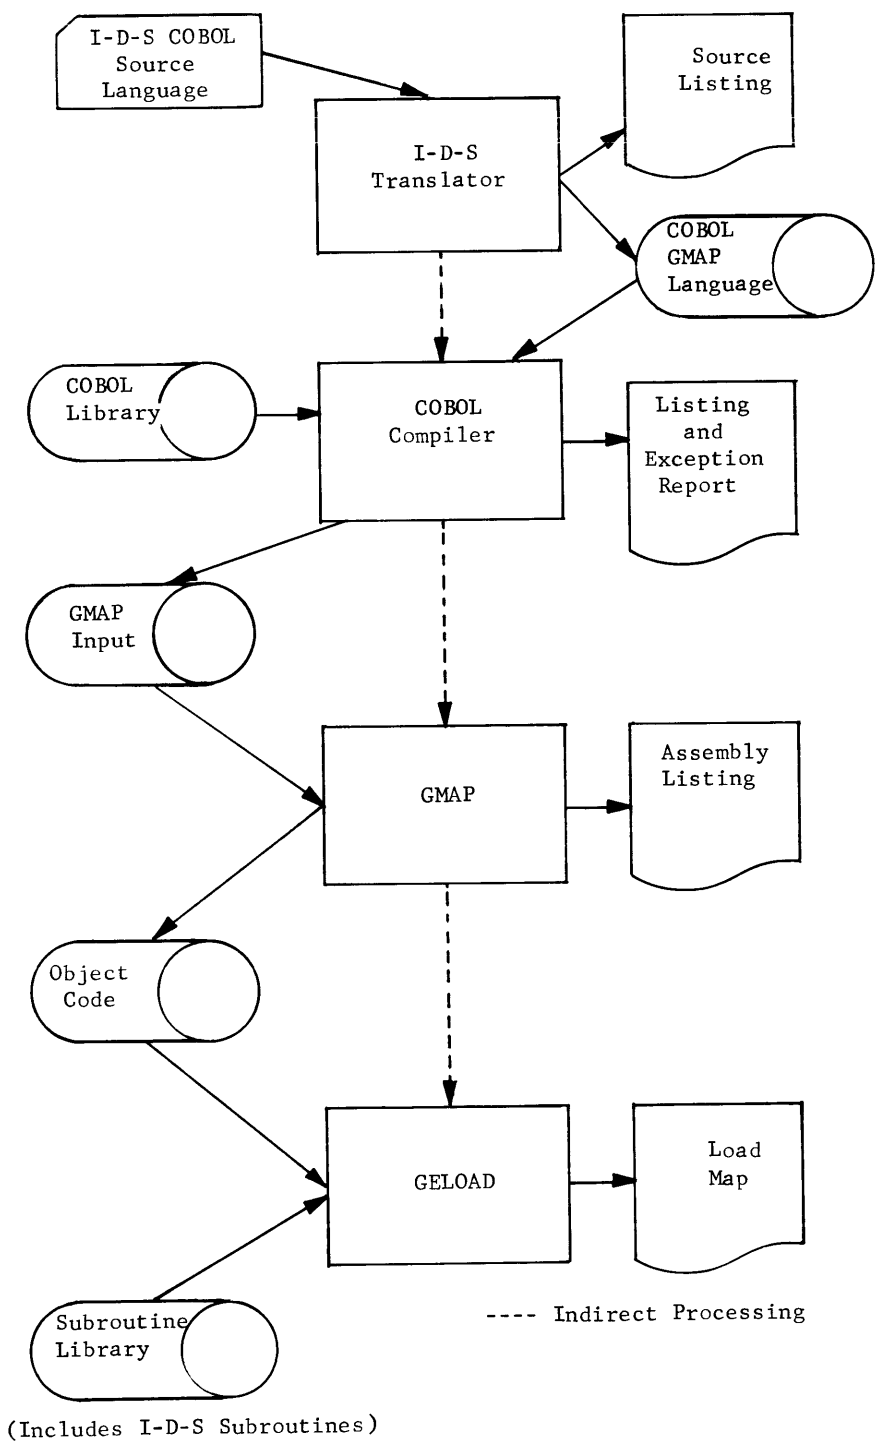 I-D-S COBOL
Source
Language
Source
Listing
I-D-S
Translator
COBOL
GMAP
Language
COBOL
Library
COBOL
Compiler
Listing
and
Exception
Report
GMAP
Input
GMAP
Assembly
Listing
Object
Code
GELOAD
Load
Map
Subroutine
Library
---- Indirect Processing
(Includes I-D-S Subroutines)